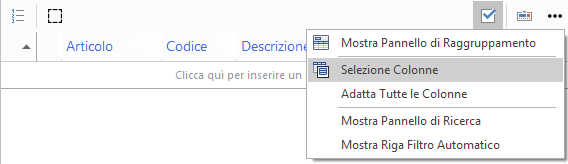 Articolo Codice Descrizione
Clicca quì per inserire un
Mostra Pannello di Raggruppamento
Selezione Colonne
Adatta Tutte le Colonne
Mostra Pannello di Ricerca
Mostra Riga Filtro Automatico